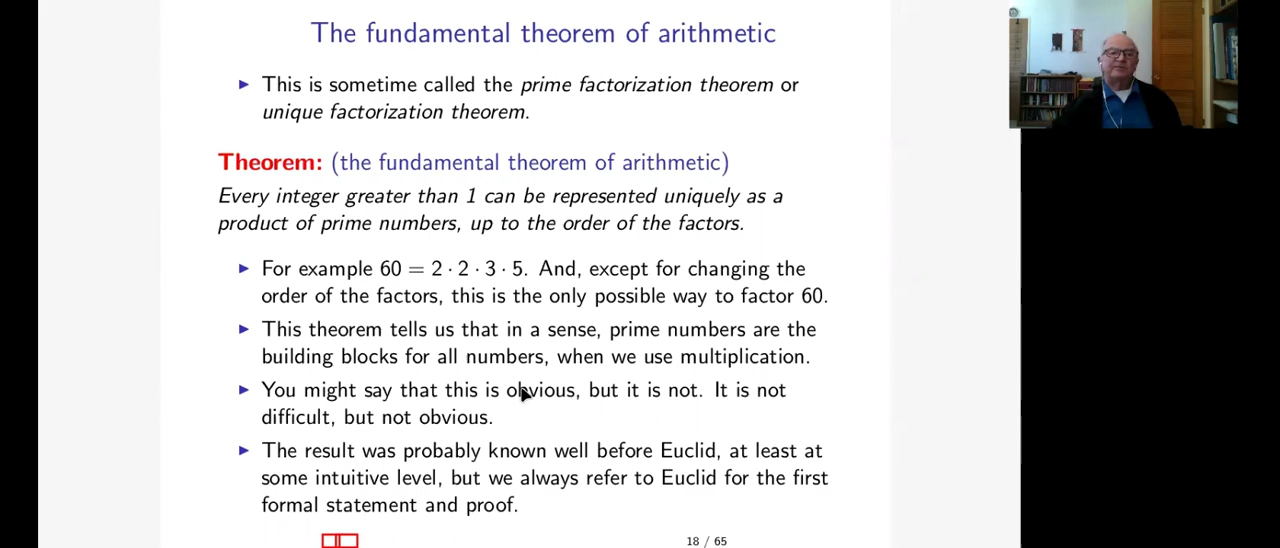 The fundamental theorem of arithmetic
▶ This is sometime called the prime factorization theorem or
unique factorization theorem.
Theorem: (the fundamental theorem of arithmetic)
Every integer greater than 1 can be represented uniquely as a
product of prime numbers, up to the order of the factors.
▶ For example 60 = 2 · 2 · 3 · 5. And, except for changing the
order of the factors, this is the only possible way to factor 60.
▶ This theorem tells us that in a sense, prime numbers are the
building blocks for all numbers, when we use multiplication.
▶ You might say that this is obvious, but it is not. It is not
difficult, but not obvious.
▶ The result was probably known well before Euclid, at least at
some intuitive level, but we always refer to Euclid for the first
formal statement and proof.
18 / 65